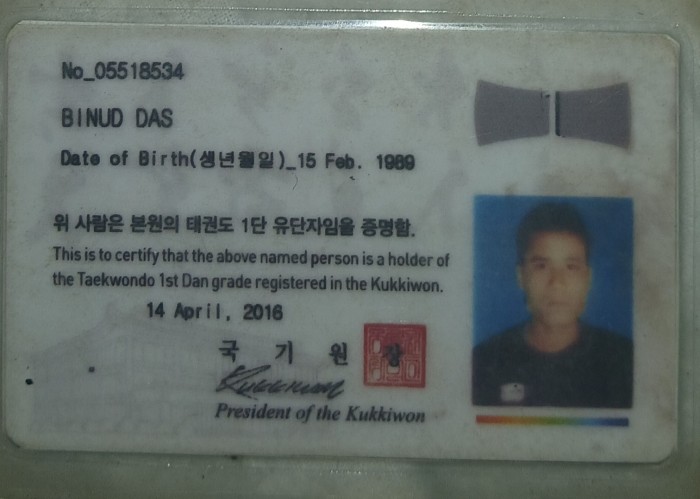 No_05518534
BINUD DAS
Date of Birth(생년월일)_15 Feb. 1989
위 사람은 본원의 태권도 1단 유단자임을 증명함.
This is to certify that the above named person is a holder of
the Taekwondo 1st Dan grade registered in the Kukkiwon.
14 April, 2016
국 기 원 장
Kukkiwon
President of the Kukkiwon